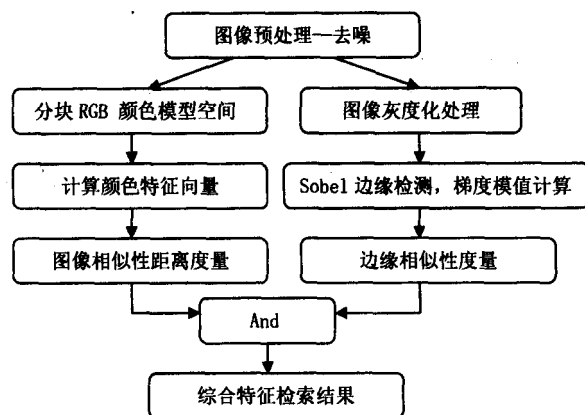 图像预处理—去噪
分块 RGB 颜色模型空间
图像灰度化处理
计算颜色特征向量
Sobel 边缘检测，梯度模值计算
图像相似性距离度量
边缘相似性度量
And
综合特征检索结果